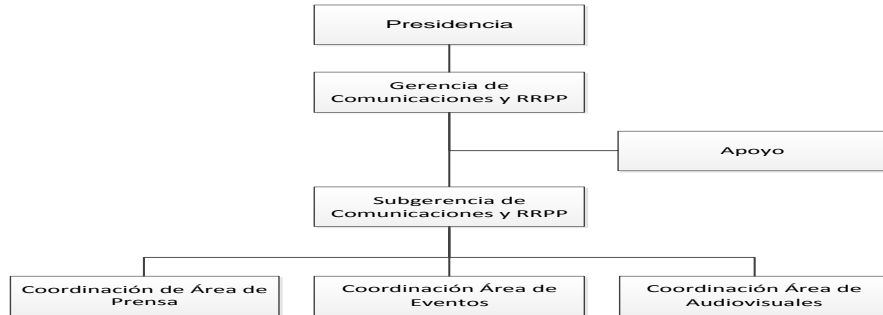 Presidencia
Gerencia de
Comunicaciones y RRPP
Apoyo
Subgerencia de
Comunicaciones y RRPP
Coordinación de Área de
Prensa
Coordinación Área de
Eventos
Coordinación Área de
Audiovisuales